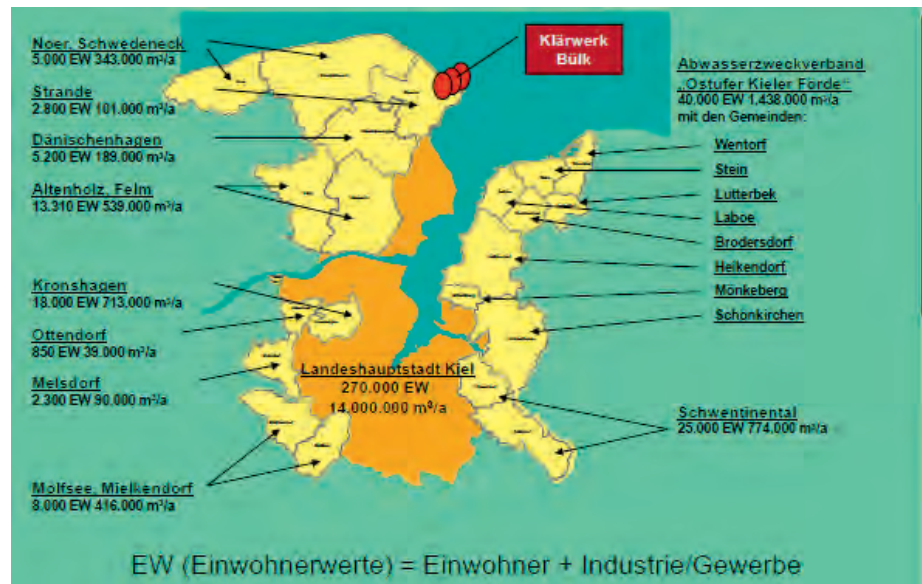 Noer, Schwedeneck
5.000 EW 343.000 m³/a
Strande
2.800 EW 101.000 m³/a
Dänischenhagen
5.200 EW 189.000 m³/a
Altenholz, Felm
13.310 EW 539.000 m³/a
Kronshagen
18.000 EW 713.000 m³/a
Ottendorf
850 EW 39.000 m³/a
Melsdorf
2.300 EW 90.000 m³/a
Molfsee, Mielkendorf
8.000 EW 416.000 m³/a
Klärwerk
Bülk
Landeshauptstadt Kiel
270.000 EW
14.000.000 m³/a
Abwasserzweckverband
„Ostufer Kieler Förde“
40.000 EW 1.438.000 m³/a
mit den Gemeinden:
Wentorf
Stein
Lutterbek
Laboe
Brodersdorf
Heikendorf
Mönkeberg
Schönkirchen
Schwentinental
25.000 EW 774.000 m³/a
EW (Einwohnerwerte) = Einwohner + Industrie/Gewerbe